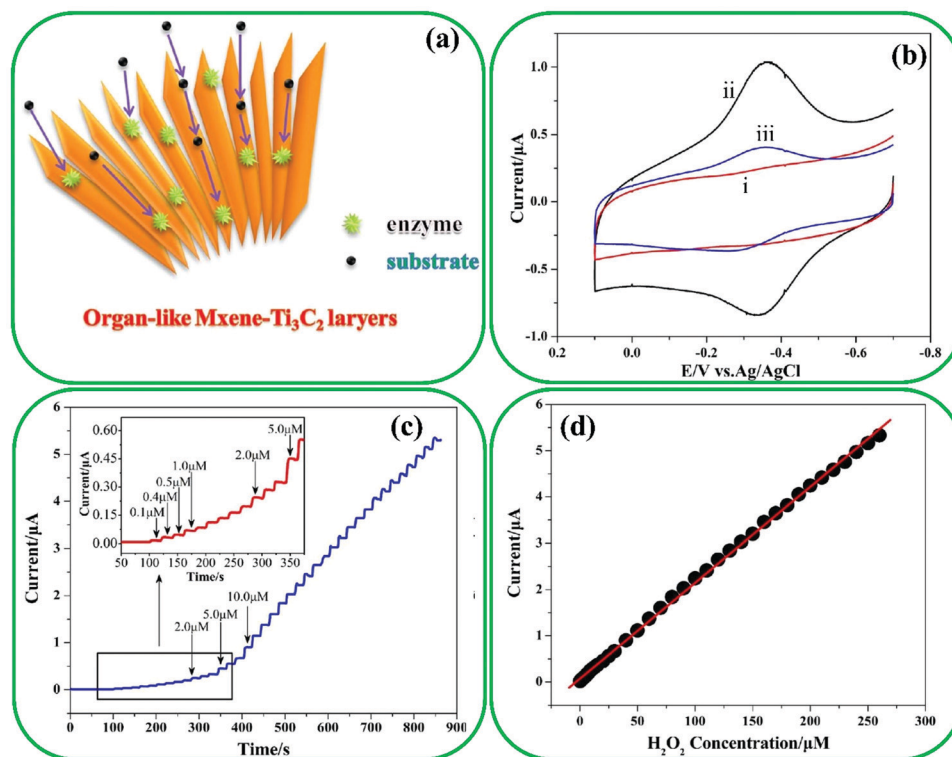 (a)
enzyme
substrate
Organ-like Mxene-Ti₃C₂ laryers
(b)
ii
iii
i
1.0
0.5
0.0
-0.5
-1.0
Current/µA
0.2 0.0 -0.2 -0.4 -0.6 -0.8
E/V vs.Ag/AgCl
(c)
6
5
4
3
2
1
0
Current/µA
0 100 200 300 400 500 600 700 800 900
Time/s
0.60
0.45
0.30
0.15
0.00
Current/µA
50 100 150 200 250 300 350
Time/s
0.1µM
0.4µM
0.5µM
1.0µM
2.0µM
5.0µM
2.0µM
5.0µM
10.0µM
(d)
6
5
4
3
2
1
0
Current/µA
0 50 100 150 200 250 300
H₂O₂ Concentration/µM